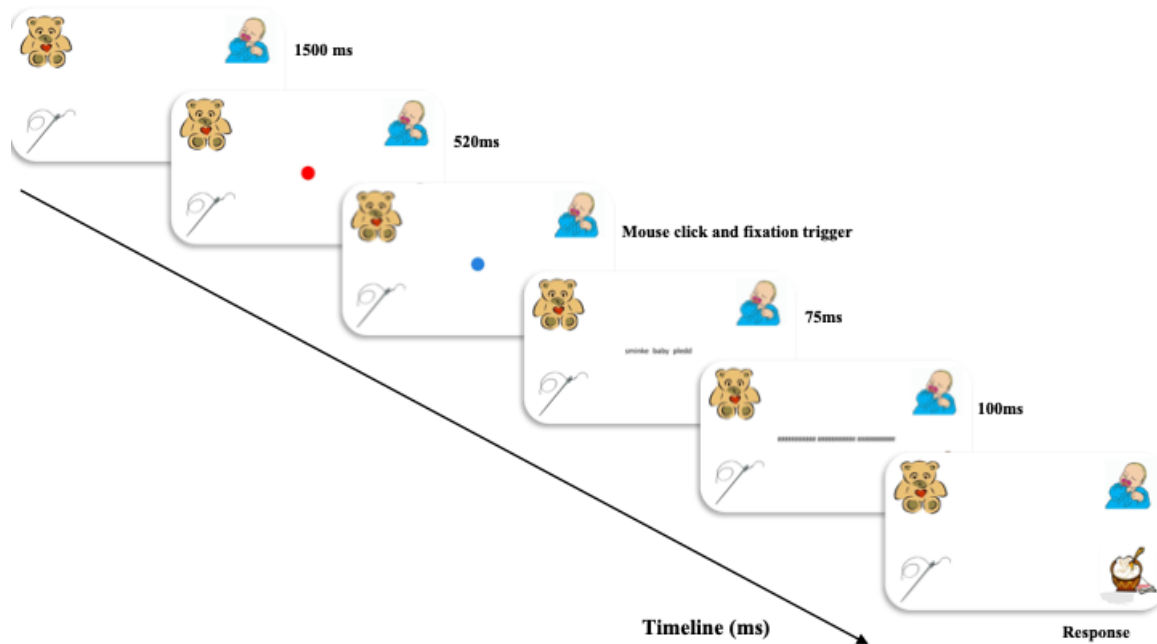 1500 ms
520ms
Mouse click and fixation trigger
75ms
sminke baby pledd
100ms
############ ############ ############
Timeline (ms)
Response